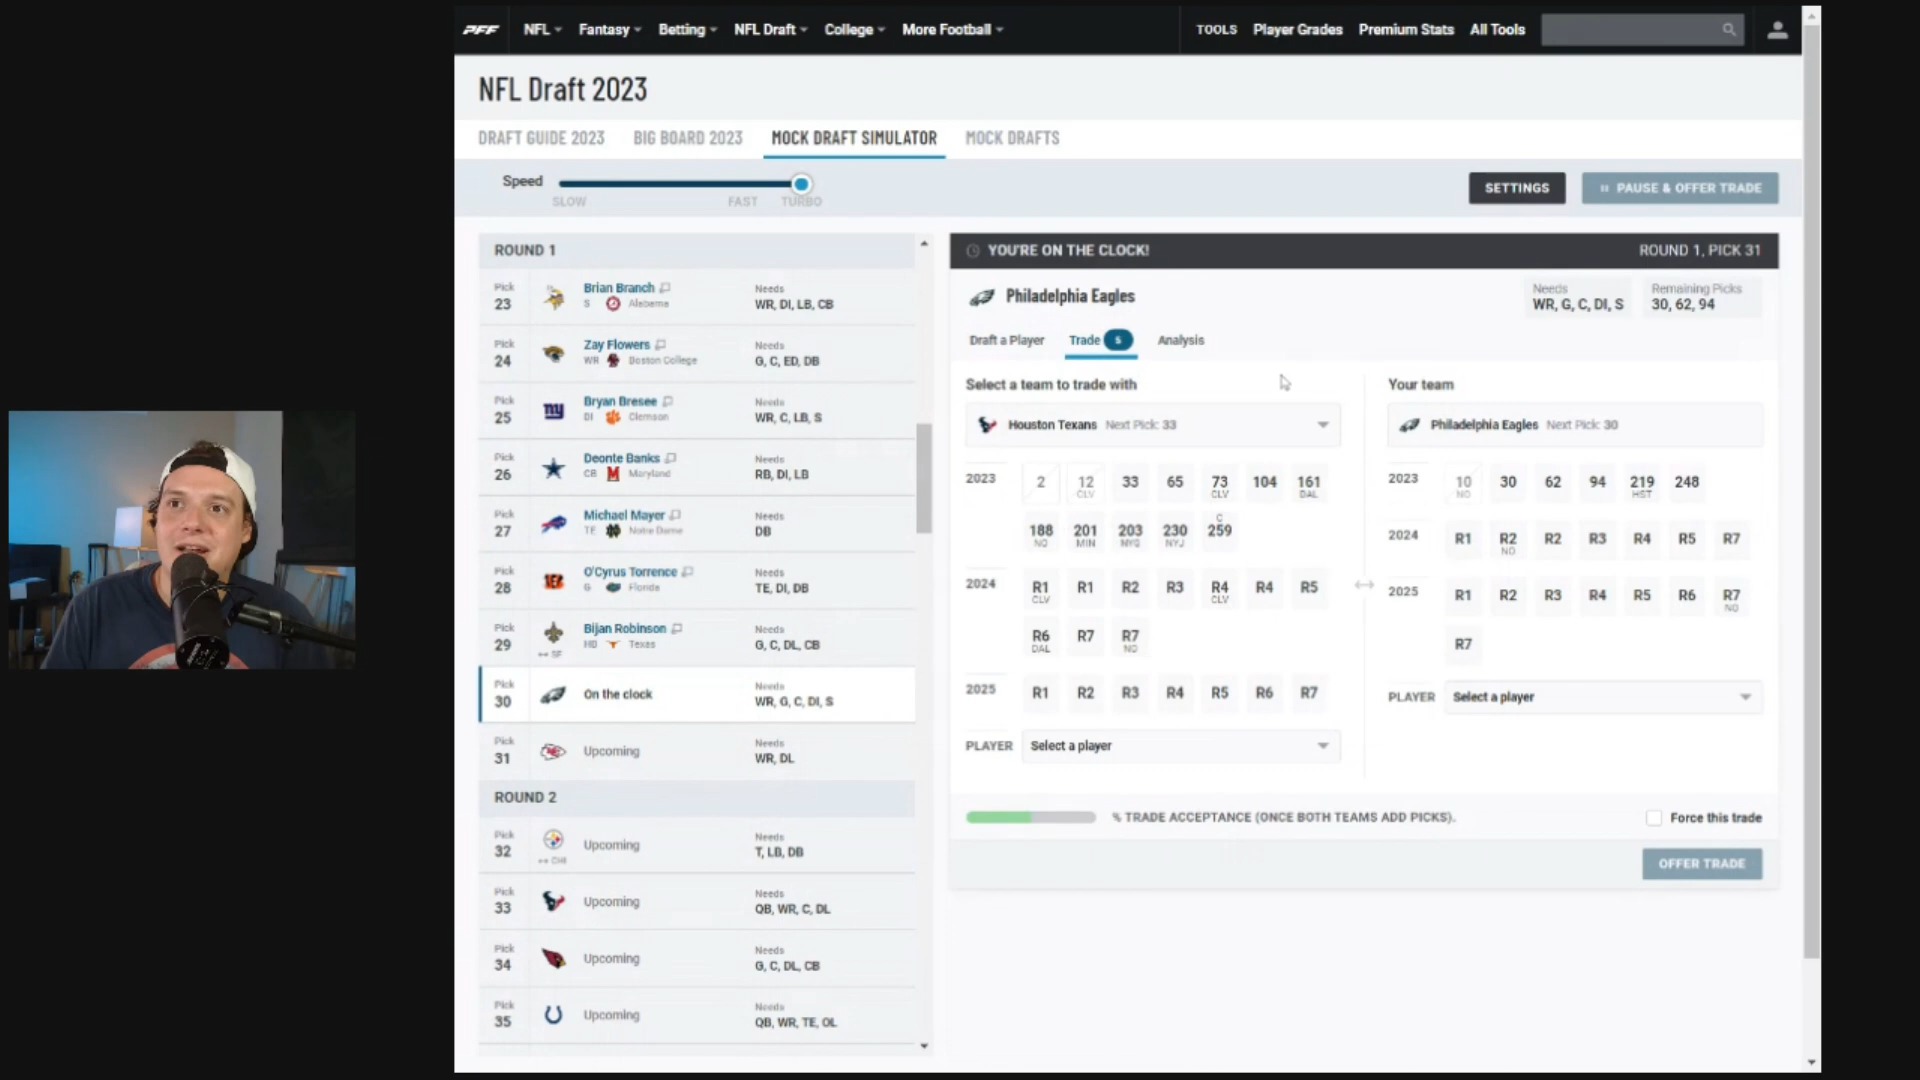 PFF NFL Fantasy Betting NFL Draft College More Football TOOLS Player Grades Premium Stats All Tools
NFL Draft 2023
DRAFT GUIDE 2023 BIG BOARD 2023 MOCK DRAFT SIMULATOR MOCK DRAFTS
Speed
SLOW FAST TURBO
SETTINGS
PAUSE & OFFER TRADE
ROUND 1
Pick 23 Brian Branch S Alabama Needs WR, DI, LB, CB
Pick 24 Zay Flowers WR Boston College Needs G, C, ED, DB
Pick 25 Bryan Bresee DI Clemson Needs WR, C, LB, S
Pick 26 Deonte Banks CB Maryland Needs RB, DI, LB
Pick 27 Michael Mayer TE Notre Dame Needs DB
Pick 28 O'Cyrus Torrence G Florida Needs TE, DI, DB
Pick 29 SF Bijan Robinson HB Texas Needs G, C, DL, CB
Pick 30 On the clock Needs WR, G, C, DI, S
Pick 31 Upcoming Needs WR, DL
ROUND 2
Pick 32 CHI Upcoming Needs T, LB, DB
Pick 33 Upcoming Needs QB, WR, C, DL
Pick 34 Upcoming Needs G, C, DL, CB
Pick 35 Upcoming Needs QB, WR, TE, OL
YOU'RE ON THE CLOCK! ROUND 1, PICK 31
Philadelphia Eagles
Needs WR, G, C, DI, S
Remaining Picks 30, 62, 94
Draft a Player Trade 5 Analysis
Select a team to trade with
Houston Texans Next Pick: 33
2023 2 12 CLV 33 65 73 CLV 104 161 DAL
188 NO 201 MIN 203 NYG 230 NYJ C 259
2024 R1 CLV R1 R2 R3 R4 CLV R4 R5
R6 DAL R7 R7 NO
2025 R1 R2 R3 R4 R5 R6 R7
PLAYER Select a player
Your team
Philadelphia Eagles Next Pick: 30
2023 10 NO 30 62 94 219 HST 248
2024 R1 R2 NO R2 R3 R4 R5 R7
2025 R1 R2 R3 R4 R5 R6 R7 NO
R7
PLAYER Select a player
% TRADE ACCEPTANCE (ONCE BOTH TEAMS ADD PICKS).
Force this trade
OFFER TRADE